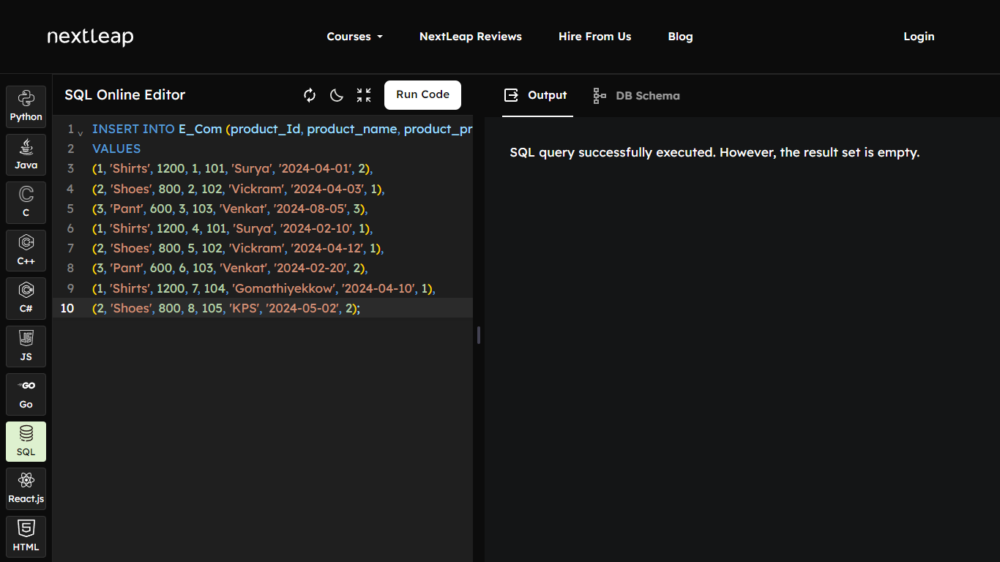 nextleap
Courses
NextLeap Reviews
Hire From Us
Blog
Login
Python
Java
C
C++
C#
JS
Go
SQL
React.js
HTML
SQL Online Editor
Run Code
1 INSERT INTO E_Com (product_Id, product_name, product_pr
2 VALUES
3 (1, 'Shirts', 1200, 1, 101, 'Surya', '2024-04-01', 2),
4 (2, 'Shoes', 800, 2, 102, 'Vickram', '2024-04-03', 1),
5 (3, 'Pant', 600, 3, 103, 'Venkat', '2024-08-05', 3),
6 (1, 'Shirts', 1200, 4, 101, 'Surya', '2024-02-10', 1),
7 (2, 'Shoes', 800, 5, 102, 'Vickram', '2024-04-12', 1),
8 (3, 'Pant', 600, 6, 103, 'Venkat', '2024-02-20', 2),
9 (1, 'Shirts', 1200, 7, 104, 'Gomathiyekkow', '2024-04-10', 1),
10 (2, 'Shoes', 800, 8, 105, 'KPS', '2024-05-02', 2);
Output
DB Schema
SQL query successfully executed. However, the result set is empty.